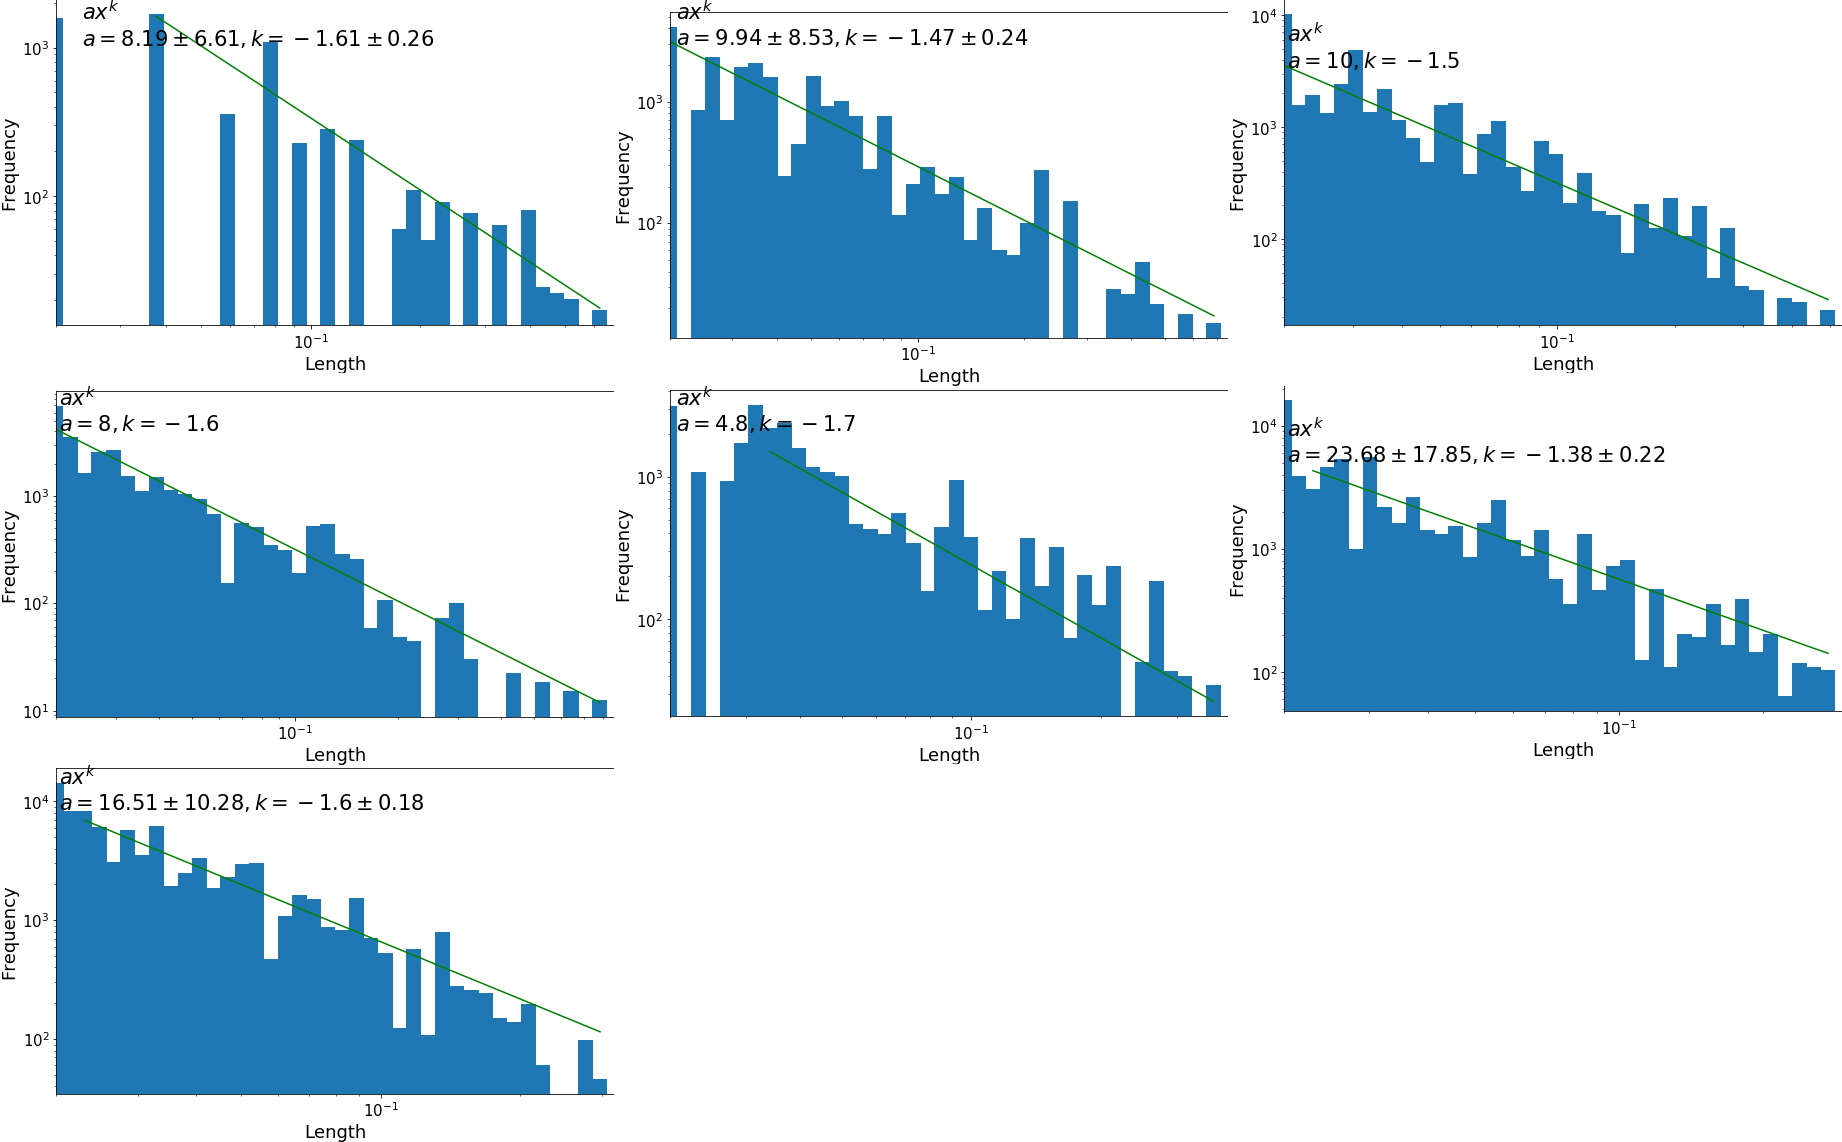 ax^k
a = 8.19 ± 6.61, k = −1.61 ± 0.26
10^3
10^2
Frequency
10^−1
Length
ax^k
a = 9.94 ± 8.53, k = −1.47 ± 0.24
10^3
10^2
Frequency
10^−1
Length
10^4
ax^k
a = 10, k = −1.5
10^3
10^2
Frequency
10^−1
Length
ax^k
a = 8, k = −1.6
10^3
10^2
10^1
Frequency
10^−1
Length
ax^k
a = 4.8, k = −1.7
10^3
10^2
Frequency
10^−1
Length
10^4
ax^k
a = 23.68 ± 17.85, k = −1.38 ± 0.22
10^3
10^2
Frequency
10^−1
Length
ax^k
10^4
a = 16.51 ± 10.28, k = −1.6 ± 0.18
10^3
10^2
Frequency
10^−1
Length